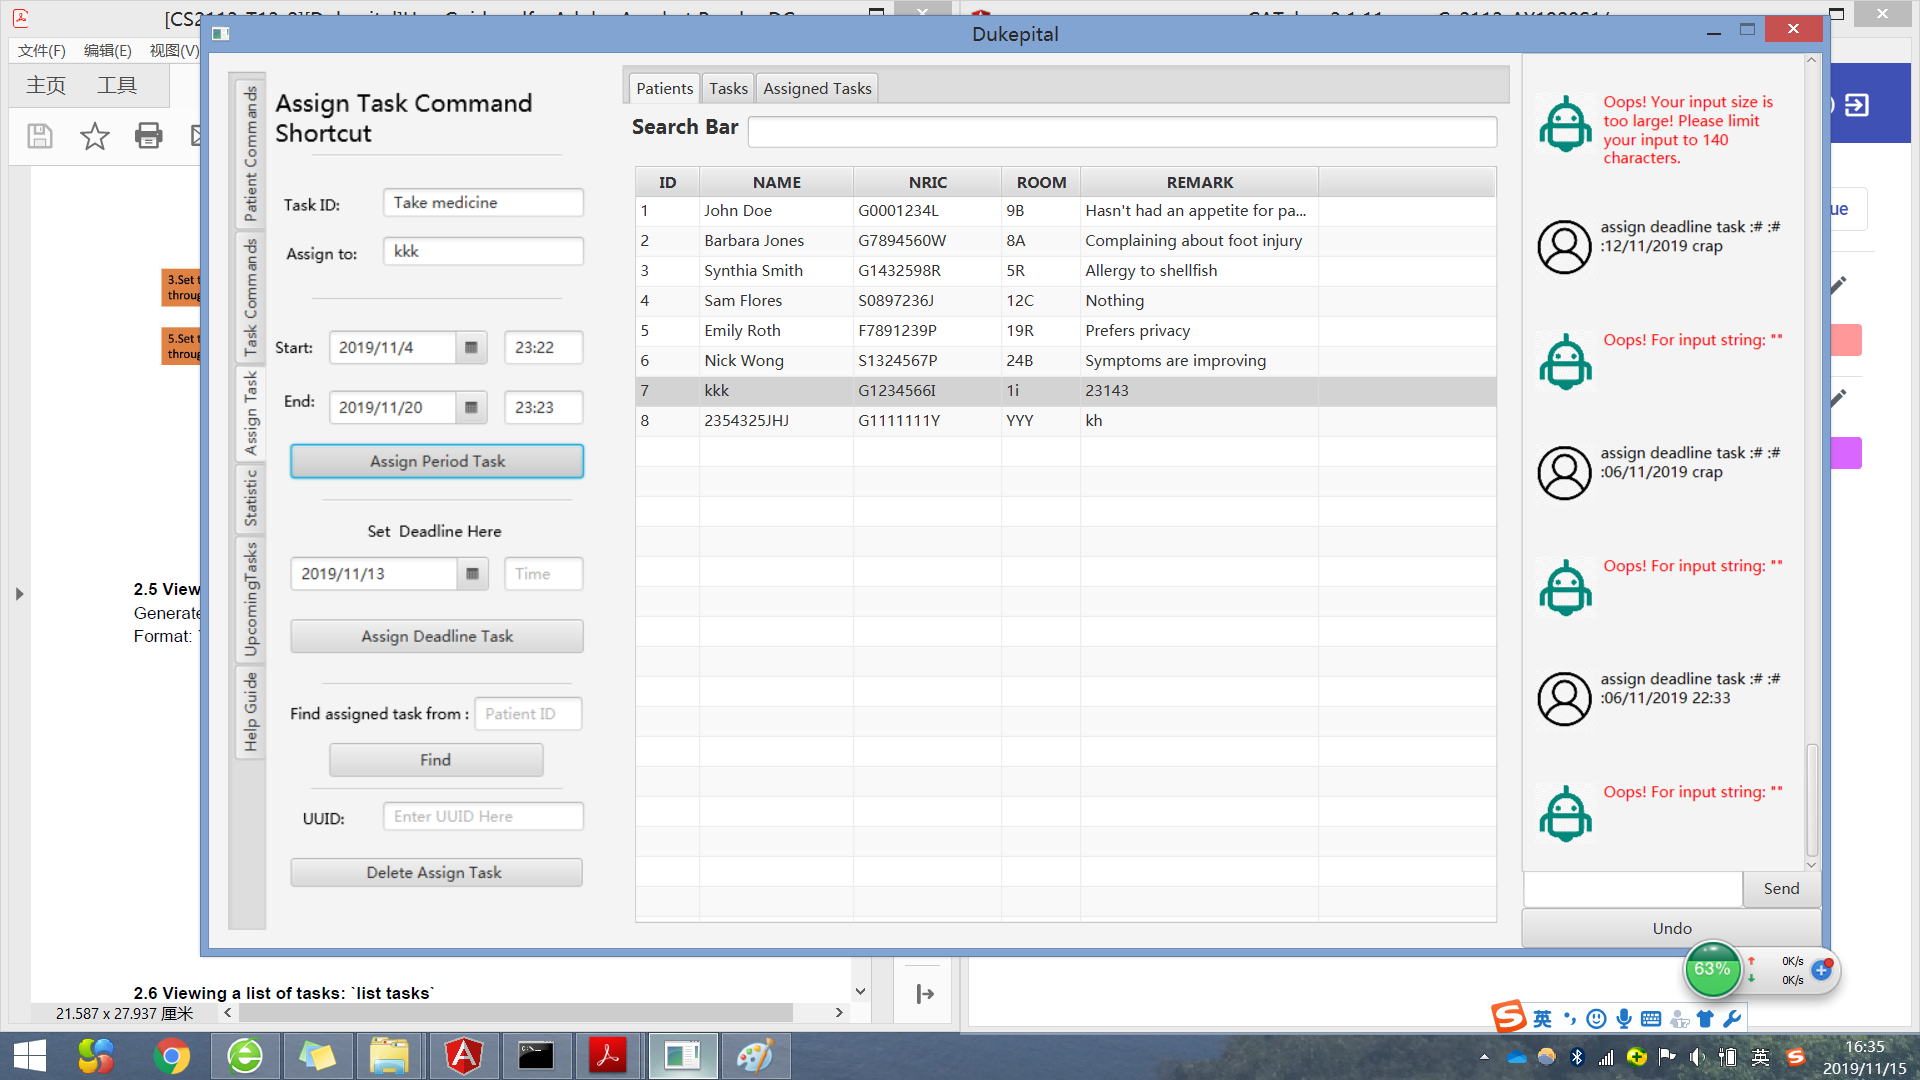 Dukepital
文件(F) 编辑(E) 视图(V)
主页 工具
3.Set
throug
5.Set
throug
2.5 View
Generate
Format:
2.6 Viewing a list of tasks: `list tasks`
21.587 x 27.937 厘米
Patient Commands
Task Commands
Assign Task
Statistic
UpcomingTasks
Help Guide
Assign Task Command
Shortcut
Task ID: Take medicine
Assign to: kkk
Start: 2019/11/4 23:22
End: 2019/11/20 23:23
Assign Period Task
Set Deadline Here
2019/11/13 Time
Assign Deadline Task
Find assigned task from : Patient ID
Find
UUID: Enter UUID Here
Delete Assign Task
Patients Tasks Assigned Tasks
Search Bar
ID NAME NRIC ROOM REMARK
1 John Doe G0001234L 9B Hasn't had an appetite for pa...
2 Barbara Jones G7894560W 8A Complaining about foot injury
3 Synthia Smith G1432598R 5R Allergy to shellfish
4 Sam Flores S0897236J 12C Nothing
5 Emily Roth F7891239P 19R Prefers privacy
6 Nick Wong S1324567P 24B Symptoms are improving
7 kkk G1234566I 1i 23143
8 2354325JHJ G1111111Y YYY kh
Oops! Your input size is
too large! Please limit
your input to 140
characters.
assign deadline task :# :#
:12/11/2019 crap
Oops! For input string: ""
assign deadline task :# :#
:06/11/2019 crap
Oops! For input string: ""
assign deadline task :# :#
:06/11/2019 22:33
Oops! For input string: ""
Send
Undo
ue
63%
0K/s
0K/s
英
英
16:35
2019/11/15